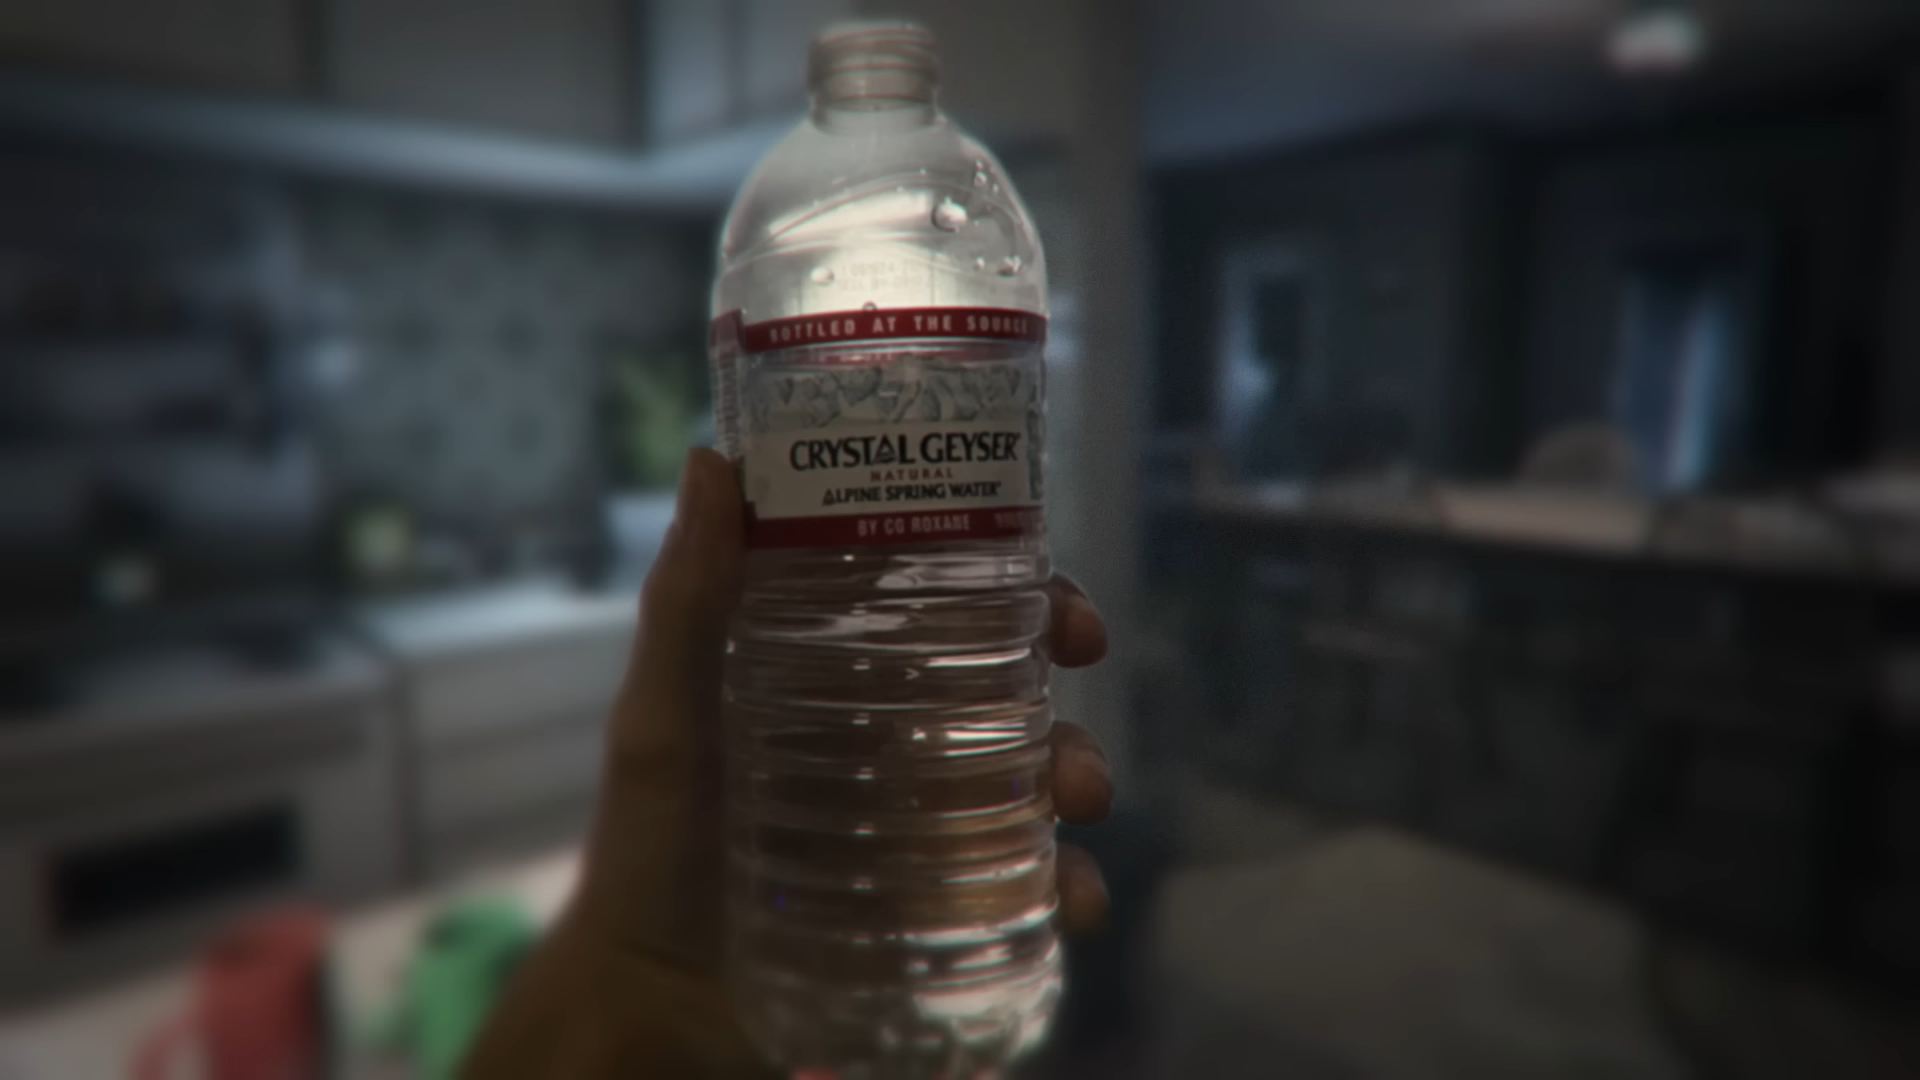 BOTTLED AT THE SOURCE
CRYSTAL GEYSER
NATURAL
ALPINE SPRING WATER
BY CG ROXANE